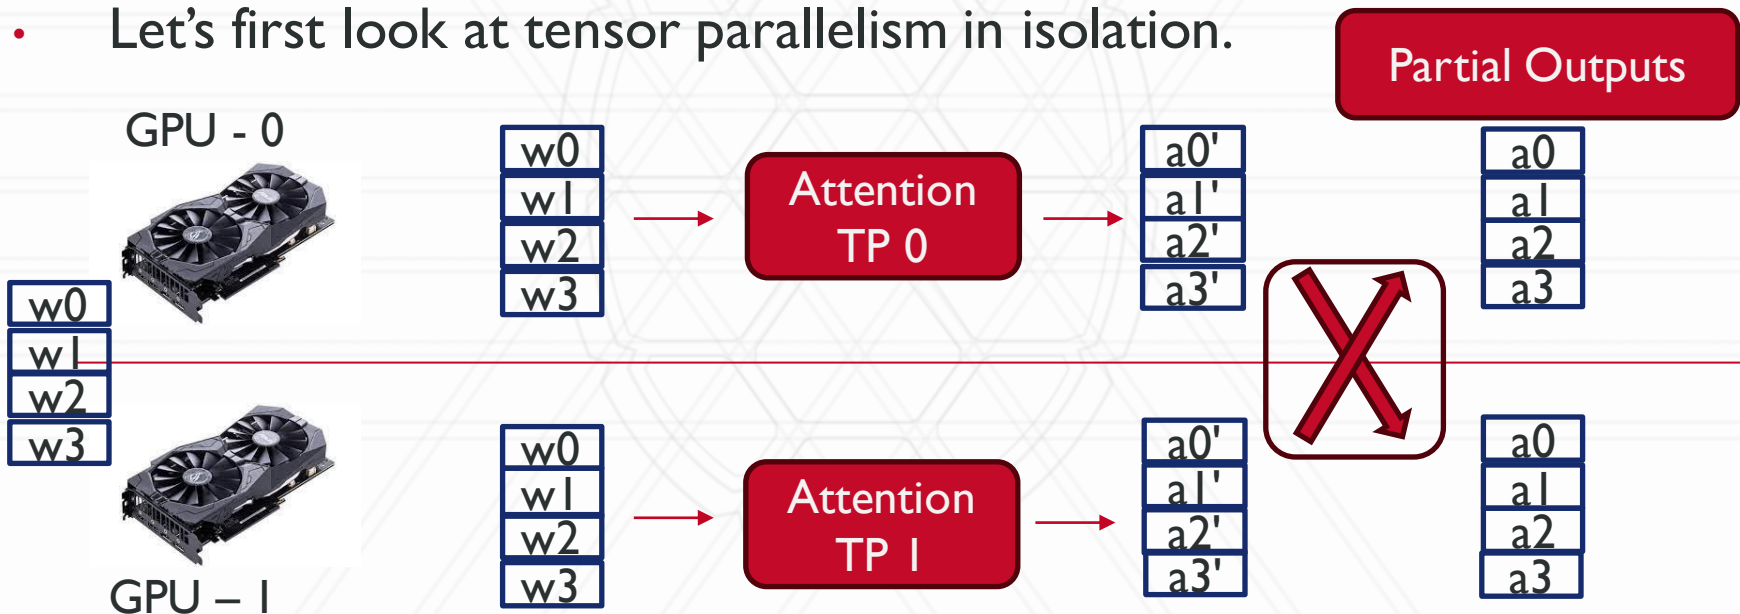 • Let's first look at tensor parallelism in isolation.
Partial Outputs
GPU - 0
w0
w1
w2
w3
w0
w1
w2
w3
Attention
TP 0
a0'
a1'
a2'
a3'
a0
a1
a2
a3
w0
w1
w2
w3
Attention
TP 1
a0'
a1'
a2'
a3'
a0
a1
a2
a3
GPU – 1